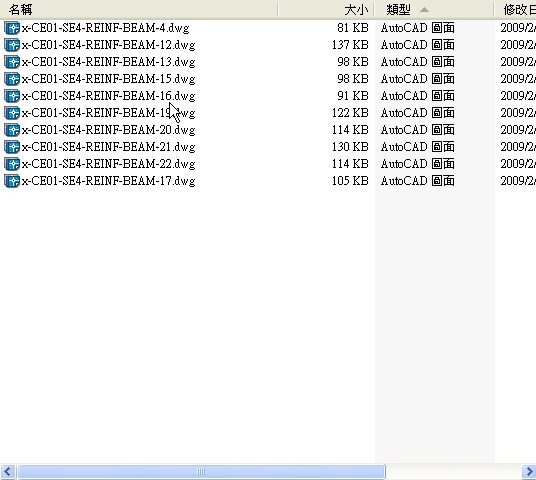 名稱 大小 類型 修改日
x-CE01-SE4-REINF-BEAM-4.dwg 81 KB AutoCAD 圖面 2009/2/
x-CE01-SE4-REINF-BEAM-12.dwg 137 KB AutoCAD 圖面 2009/2/
x-CE01-SE4-REINF-BEAM-13.dwg 98 KB AutoCAD 圖面 2009/2/
x-CE01-SE4-REINF-BEAM-15.dwg 98 KB AutoCAD 圖面 2009/2/
x-CE01-SE4-REINF-BEAM-16.dwg 91 KB AutoCAD 圖面 2009/2/
x-CE01-SE4-REINF-BEAM-19.dwg 122 KB AutoCAD 圖面 2009/2/
x-CE01-SE4-REINF-BEAM-20.dwg 114 KB AutoCAD 圖面 2009/2/
x-CE01-SE4-REINF-BEAM-21.dwg 130 KB AutoCAD 圖面 2009/2/
x-CE01-SE4-REINF-BEAM-22.dwg 114 KB AutoCAD 圖面 2009/2/
x-CE01-SE4-REINF-BEAM-17.dwg 105 KB AutoCAD 圖面 2009/2/